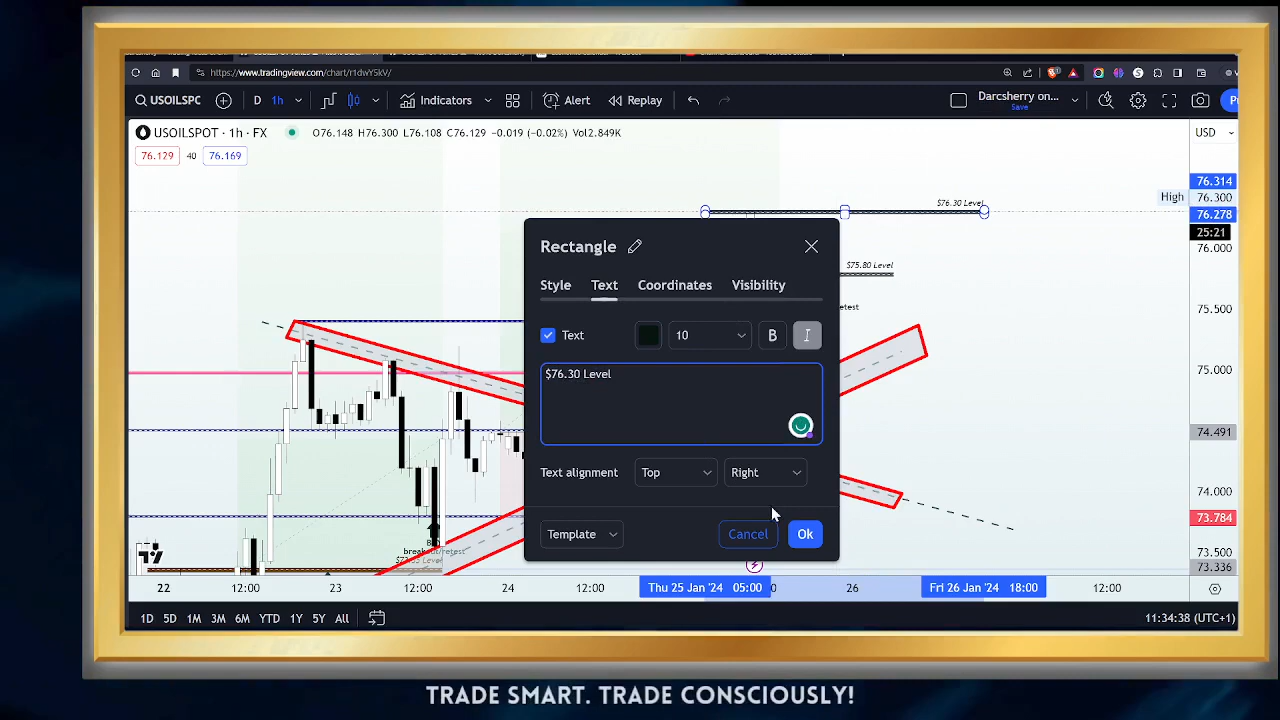 https://www.tradingview.com/chart/r1dwY5kV/
USOILSPC
D 1h
Indicators
Alert
Replay
Darcsherry on...
Save
USOILSPOT · 1h · FX
O76.148 H76.300 L76.108 C76.129 −0.019 (−0.02%) Vol2.849K
USD
76.129 40 76.169
76.314
High 76.300
76.278
25:21
76.000
75.500
75.000
74.491
74.000
73.784
73.500
73.336
$76.30 Level
$75.80 Level
Rectangle
Style Text Coordinates Visibility
Text 10 B I
$76.30 Level
Text alignment Top Right
Template Cancel Ok
breakout/retest
22 12:00 23 12:00 24 12:00 Thu 25 Jan '24 05:00 26 Fri 26 Jan '24 18:00 12:00
1D 5D 1M 3M 6M YTD 1Y 5Y All
11:34:38 (UTC+1)
TRADE SMART. TRADE CONSCIOUSLY!